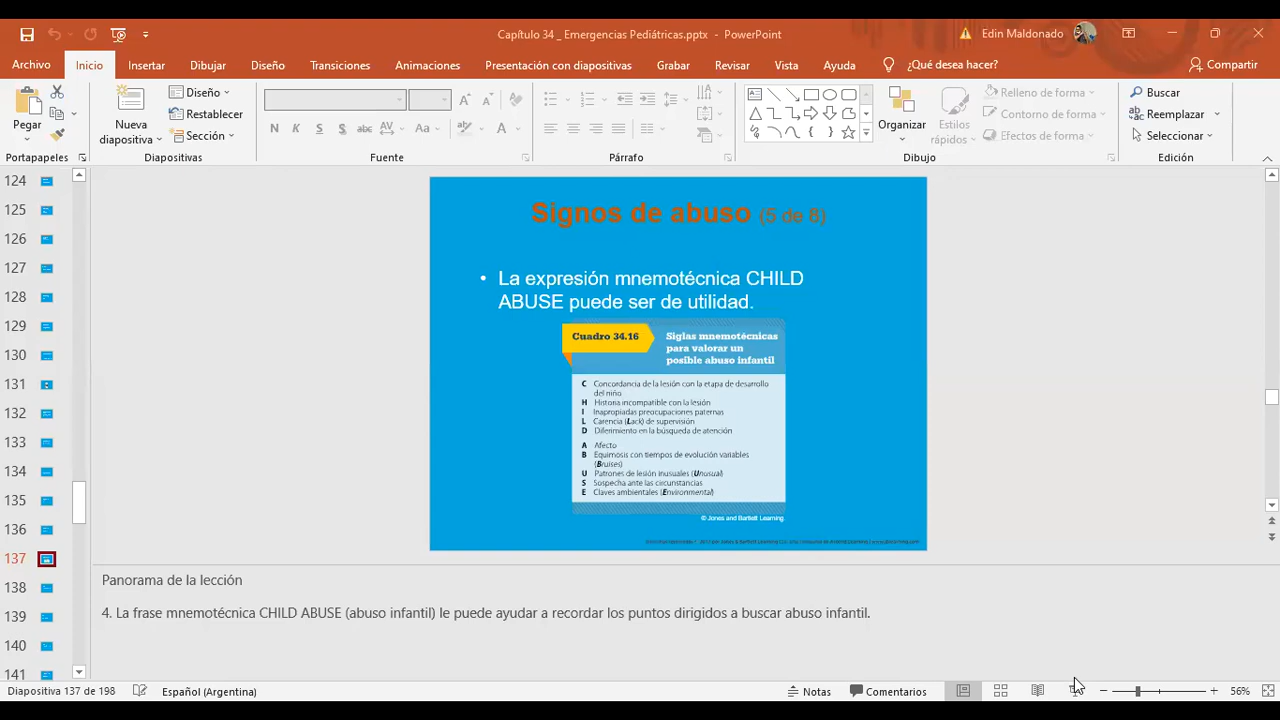 Capítulo 34 _ Emergencias Pediátricas.pptx - PowerPoint
Edin Maldonado
Archivo Inicio Insertar Dibujar Diseño Transiciones Animaciones Presentación con diapositivas Grabar Revisar Vista Ayuda ¿Qué desea hacer? Compartir
Pegar
Nueva diapositiva
Diseño
Restablecer
Sección
N K S abc AV Aa
Organizar
Estilos rápidos
Relleno de forma
Contorno de forma
Efectos de forma
Buscar
Reemplazar
Seleccionar
Portapapeles Diapositivas Fuente Párrafo Dibujo Edición
124
125
126
127
128
129
130
131
132
133
134
135
136
137
138
139
140
141
Signos de abuso (5 de 8)
• La expresión mnemotécnica CHILD
ABUSE puede ser de utilidad.
Cuadro 34.16
Siglas mnemotécnicas
para valorar un
posible abuso infantil
C Concordancia de la lesión con la etapa de desarrollo
del niño
H Historia incompatible con la lesión
I Inapropiadas preocupaciones paternas
L Carencia (Lack) de supervisión
D Diferimiento en la búsqueda de atención
A Afecto
B Equimosis con tiempos de evolución variables
(Bruises)
U Patrones de lesión inusuales (Unusual)
S Sospecha ante las circunstancias
E Claves ambientales (Environmental)
© Jones and Bartlett Learning
Panorama de la lección
4. La frase mnemotécnica CHILD ABUSE (abuso infantil) le puede ayudar a recordar los puntos dirigidos a buscar abuso infantil.
Diapositiva 137 de 198 Español (Argentina) Notas Comentarios 56%